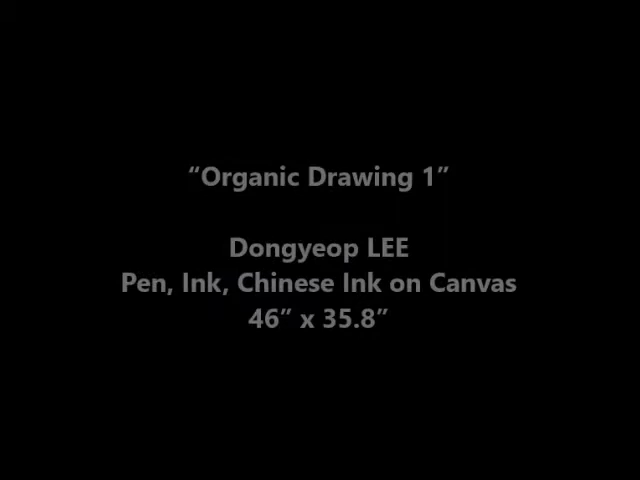 “Organic Drawing 1”
Dongyeop LEE
Pen, Ink, Chinese Ink on Canvas
46” x 35.8”